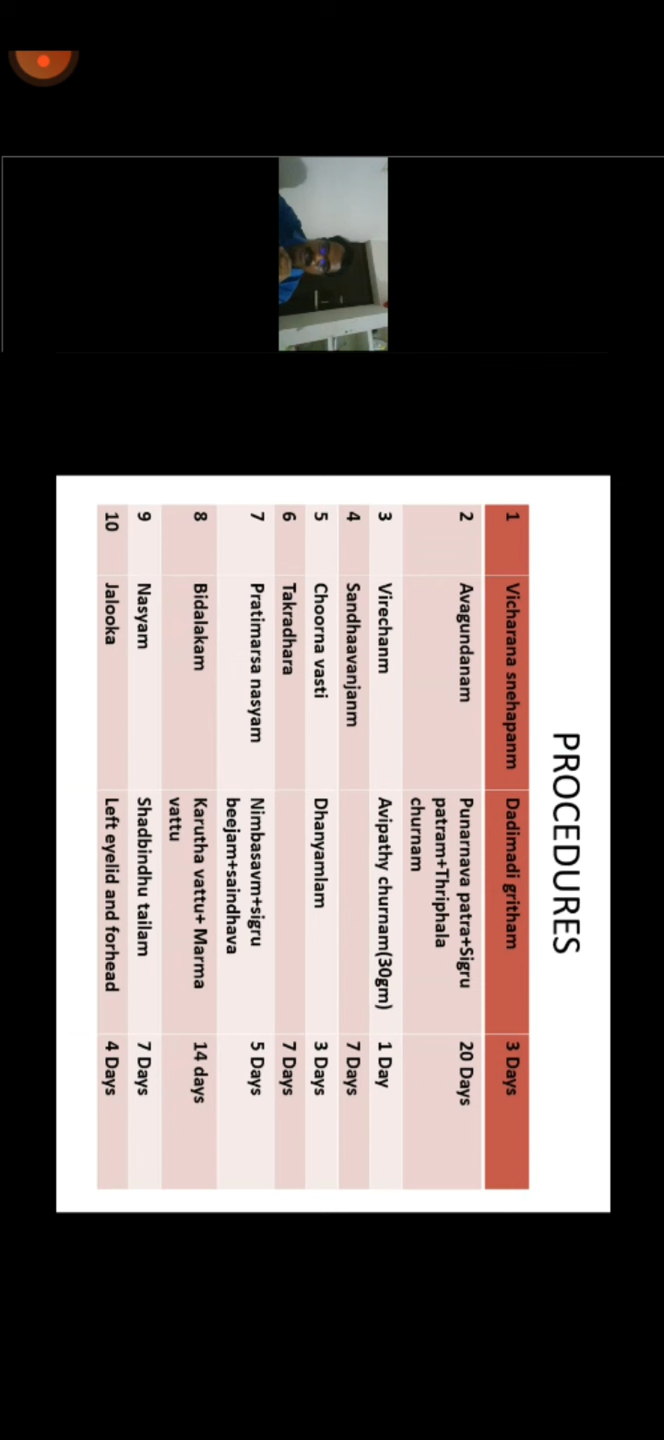 PROCEDURES
1 Vicharana snehapanm Dadimadi gritham 3 Days
2 Avagundanam Punarnava patra+Sigru 20 Days
patram+Thriphala
churnam
3 Virechanm Avipathy churnam(30gm) 1 Day
4 Sandhaavanjanm 7 Days
5 Choorna vasti Dhanyamlam 3 Days
6 Takradhara 7 Days
7 Pratimarsa nasyam Nimbasavm+sigru 5 Days
beejam+saindhava
8 Bidalakam Karutha vattu+ Marma 14 days
vattu
9 Nasyam Shadbindhu tailam 7 Days
10 Jalooka Left eyelid and forhead 4 Days